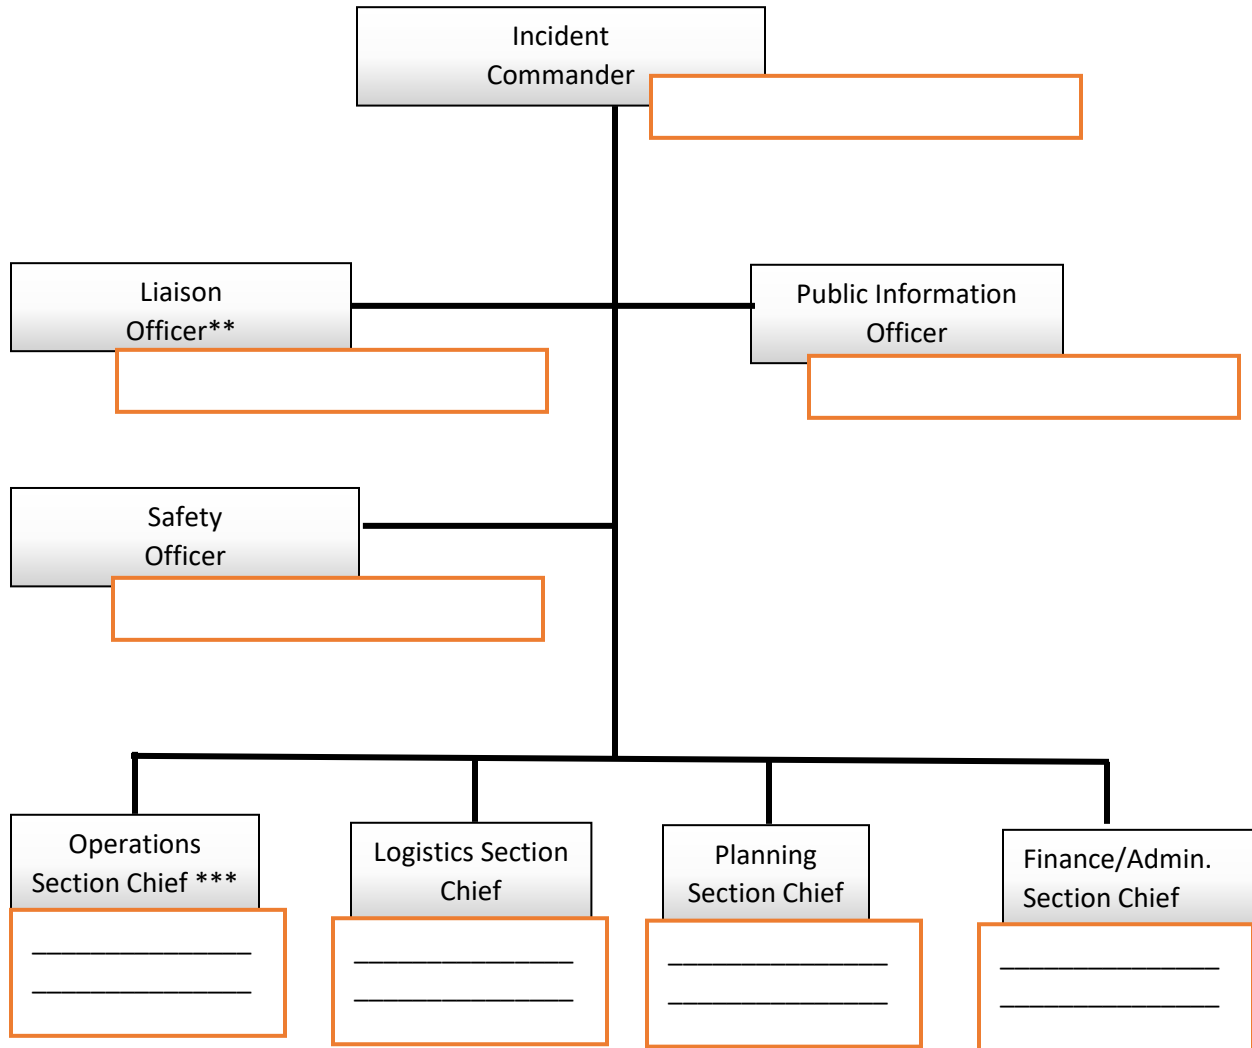 Incident
Commander
Liaison
Officer**
Public Information
Officer
Safety
Officer
Operations
Section Chief ***
Logistics Section
Chief
Planning
Section Chief
Finance/Admin.
Section Chief